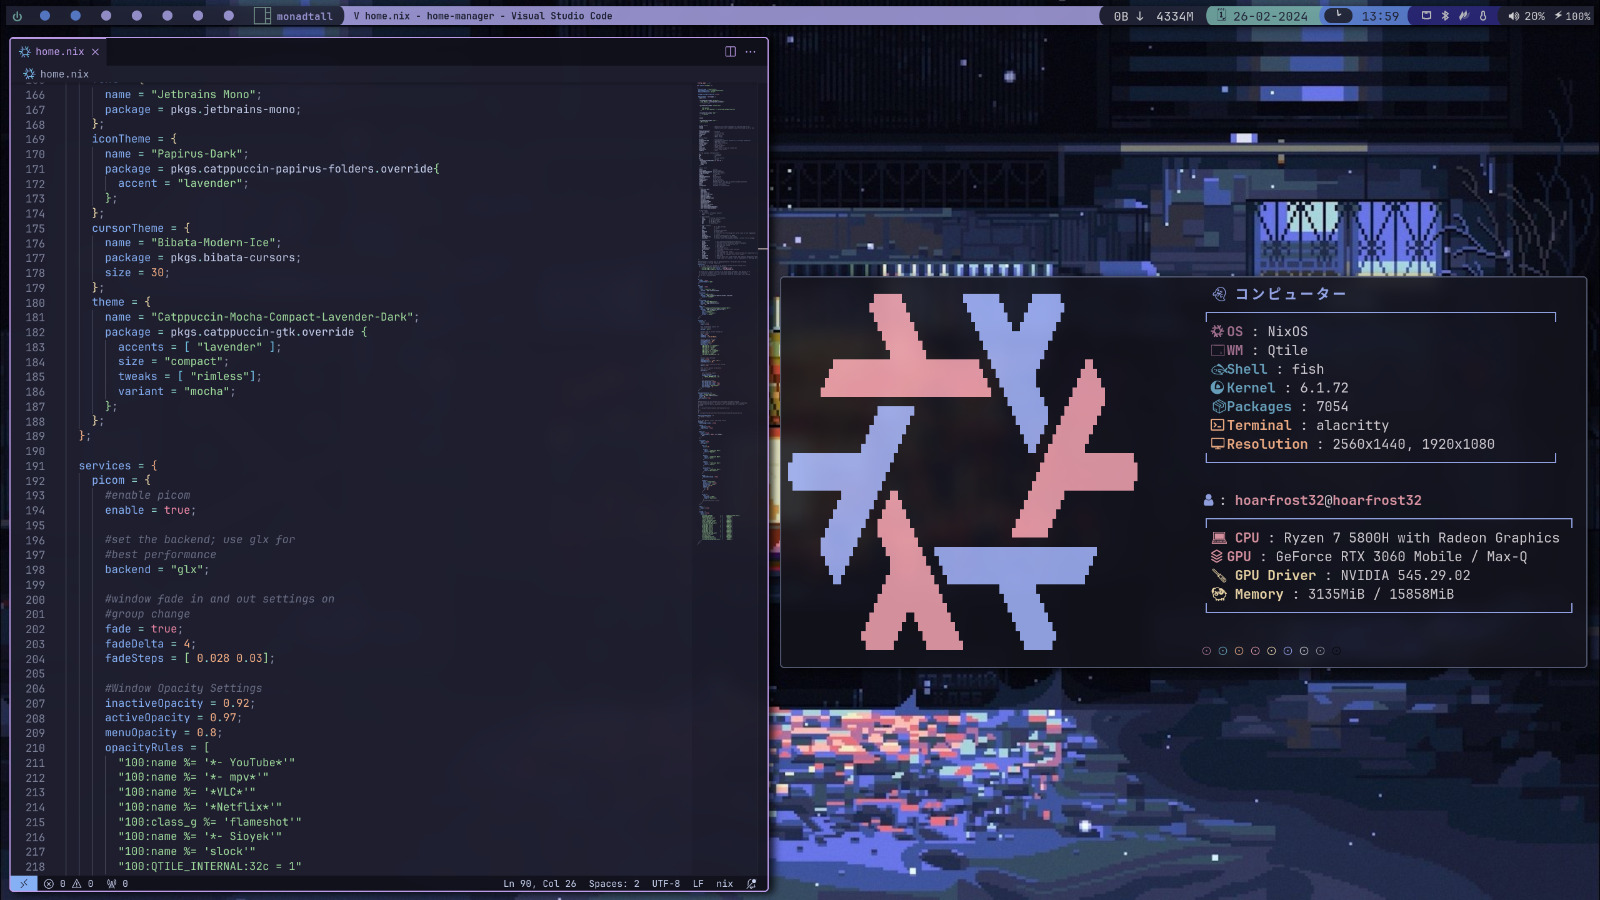 monadtall
V home.nix - home-manager - Visual Studio Code
0B ↓ 4334M
26-02-2024
13:59
20%
100%
home.nix
home.nix
166 name = "Jetbrains Mono";
167 package = pkgs.jetbrains-mono;
168 };
169 iconTheme = {
170 name = "Papirus-Dark";
171 package = pkgs.catppuccin-papirus-folders.override{
172 accent = "lavender";
173 };
174 };
175 cursorTheme = {
176 name = "Bibata-Modern-Ice";
177 package = pkgs.bibata-cursors;
178 size = 30;
179 };
180 theme = {
181 name = "Catppuccin-Mocha-Compact-Lavender-Dark";
182 package = pkgs.catppuccin-gtk.override {
183 accents = [ "lavender" ];
184 size = "compact";
185 tweaks = [ "rimless"];
186 variant = "mocha";
187 };
188 };
189 };
190
191 services = {
192 picom = {
193 #enable picom
194 enable = true;
195
196 #set the backend; use glx for
197 #best performance
198 backend = "glx";
199
200 #window fade in and out settings on
201 #group change
202 fade = true;
203 fadeDelta = 4;
204 fadeSteps = [ 0.028 0.03];
205
206 #Window Opacity Settings
207 inactiveOpacity = 0.92;
208 activeOpacity = 0.97;
209 menuOpacity = 0.8;
210 opacityRules = [
211 "100:name %= '*- YouTube*'"
212 "100:name %= '*- mpv*'"
213 "100:name %= '*VLC*'"
214 "100:name %= '*Netflix*'"
215 "100:class_g %= 'flameshot'"
216 "100:name %= '*- Sioyek'"
217 "100:name %= 'slock'"
218 "100:QTILE_INTERNAL:32c = 1"
0 0 0
Ln 90, Col 26 Spaces: 2 UTF-8 LF nix
コンピューター
OS : NixOS
WM : Qtile
Shell : fish
Kernel : 6.1.72
Packages : 7054
Terminal : alacritty
Resolution : 2560x1440, 1920x1080
: hoarfrost32@hoarfrost32
CPU : Ryzen 7 5800H with Radeon Graphics
GPU : GeForce RTX 3060 Mobile / Max-Q
GPU Driver : NVIDIA 545.29.02
Memory : 3135MiB / 15858MiB